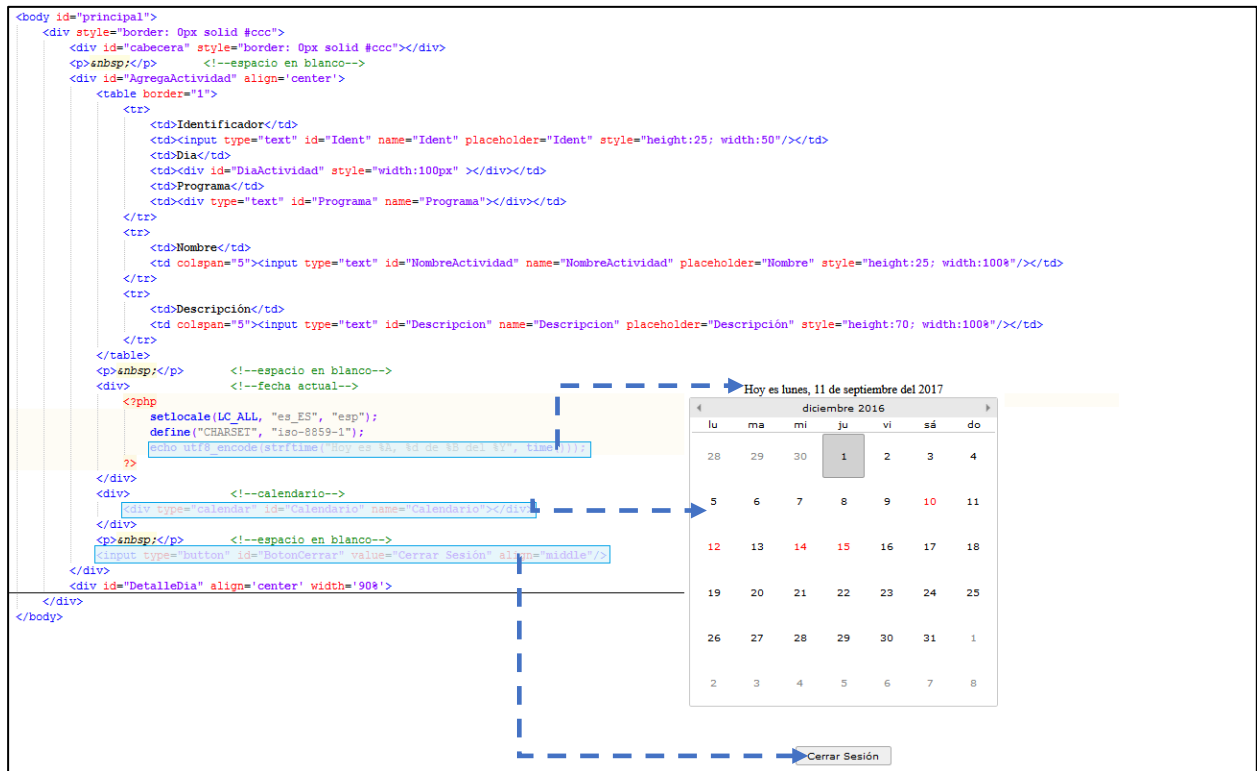 <body id="principal">
<div style="border: 0px solid #ccc">
<div id="cabecera" style="border: 0px solid #ccc"></div>
<p>&nbsp;</p> <!--espacio en blanco-->
<div id="AgregaActividad" align='center'>
<table border="1">
<tr>
<td>Identificador</td>
<td><input type="text" id="Ident" name="Ident" placeholder="Ident" style="height:25; width:50"/></td>
<td>Dia</td>
<td><div id="DiaActividad" style="width:100px" ></div></td>
<td>Programa</td>
<td><div type="text" id="Programa" name="Programa"></div></td>
</tr>
<tr>
<td>Nombre</td>
<td colspan="5"><input type="text" id="NombreActividad" name="NombreActividad" placeholder="Nombre" style="height:25; width:100%"/></td>
</tr>
<tr>
<td>Descripción</td>
<td colspan="5"><input type="text" id="Descripcion" name="Descripcion" placeholder="Descripción" style="height:70; width:100%"/></td>
</tr>
</table>
<p>&nbsp;</p> <!--espacio en blanco-->
<div> <!--fecha actual-->
<?php
setlocale(LC_ALL, "es_ES", "esp");
define("CHARSET", "iso-8859-1");
echo utf8_encode(strftime("Hoy es %A, %d de %B del %Y", time()));
?>
</div>
<div> <!--calendario-->
<div type="calendar" id="Calendario" name="Calendario"></div>
</div>
<p>&nbsp;</p> <!--espacio en blanco-->
<input type="button" id="BotonCerrar" value="Cerrar Sesión" align="middle"/>
</div>
<div id="DetalleDia" align='center' width='90%'>
</div>
</body>
Hoy es lunes, 11 de septiembre del 2017
diciembre 2016
lu ma mi ju vi sá do
28 29 30 1 2 3 4
5 6 7 8 9 10 11
12 13 14 15 16 17 18
19 20 21 22 23 24 25
26 27 28 29 30 31 1
2 3 4 5 6 7 8
Cerrar Sesión